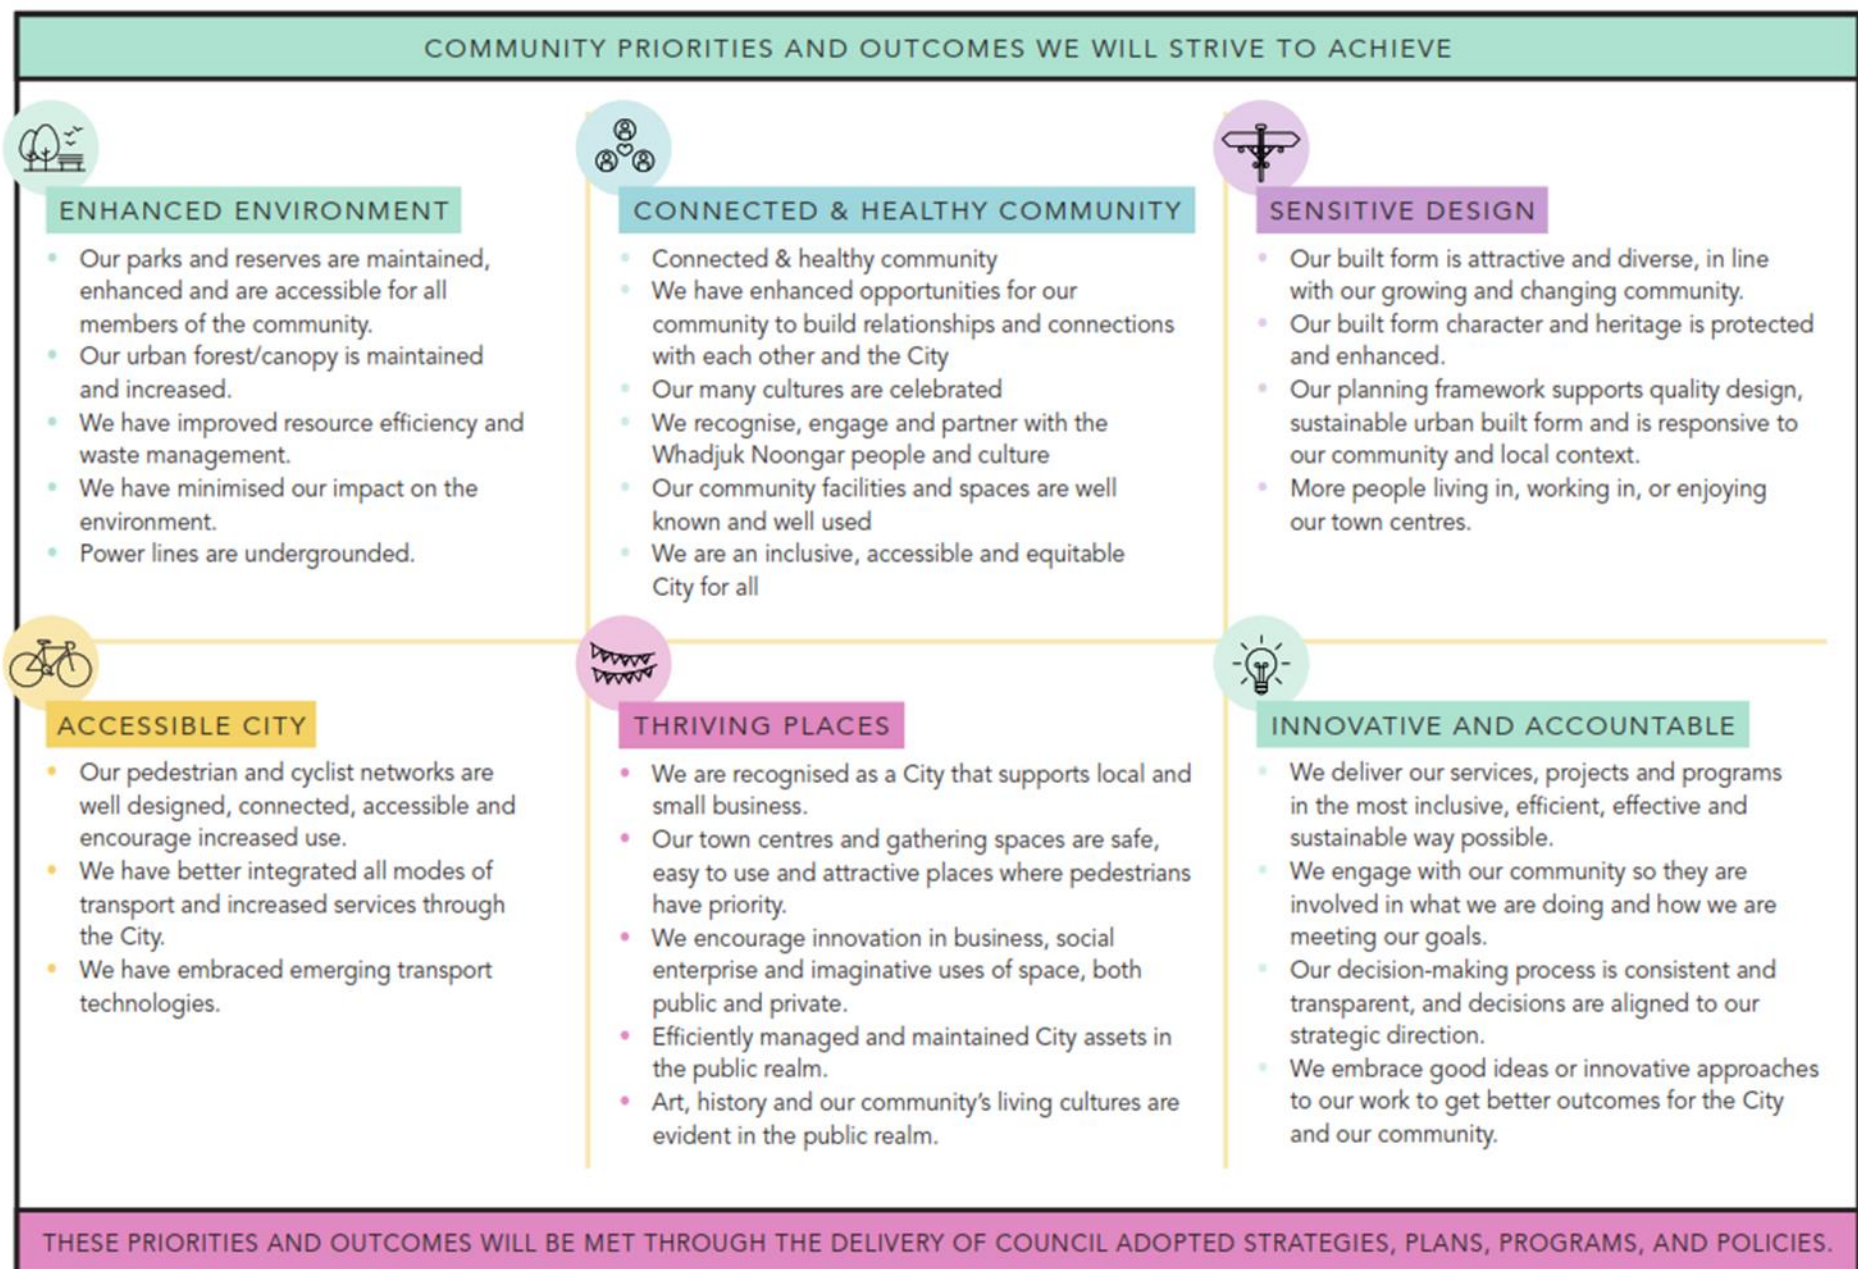 COMMUNITY PRIORITIES AND OUTCOMES WE WILL STRIVE TO ACHIEVE
ENHANCED ENVIRONMENT
• Our parks and reserves are maintained,
enhanced and are accessible for all
members of the community.
• Our urban forest/canopy is maintained
and increased.
• We have improved resource efficiency and
waste management.
• We have minimised our impact on the
environment.
• Power lines are undergrounded.
CONNECTED & HEALTHY COMMUNITY
• Connected & healthy community
• We have enhanced opportunities for our
community to build relationships and connections
with each other and the City
• Our many cultures are celebrated
• We recognise, engage and partner with the
Whadjuk Noongar people and culture
• Our community facilities and spaces are well
known and well used
• We are an inclusive, accessible and equitable
City for all
SENSITIVE DESIGN
• Our built form is attractive and diverse, in line
with our growing and changing community.
• Our built form character and heritage is protected
and enhanced.
• Our planning framework supports quality design,
sustainable urban built form and is responsive to
our community and local context.
• More people living in, working in, or enjoying
our town centres.
ACCESSIBLE CITY
• Our pedestrian and cyclist networks are
well designed, connected, accessible and
encourage increased use.
• We have better integrated all modes of
transport and increased services through
the City.
• We have embraced emerging transport
technologies.
THRIVING PLACES
• We are recognised as a City that supports local and
small business.
• Our town centres and gathering spaces are safe,
easy to use and attractive places where pedestrians
have priority.
• We encourage innovation in business, social
enterprise and imaginative uses of space, both
public and private.
• Efficiently managed and maintained City assets in
the public realm.
• Art, history and our community's living cultures are
evident in the public realm.
INNOVATIVE AND ACCOUNTABLE
• We deliver our services, projects and programs
in the most inclusive, efficient, effective and
sustainable way possible.
• We engage with our community so they are
involved in what we are doing and how we are
meeting our goals.
• Our decision-making process is consistent and
transparent, and decisions are aligned to our
strategic direction.
• We embrace good ideas or innovative approaches
to our work to get better outcomes for the City
and our community.
THESE PRIORITIES AND OUTCOMES WILL BE MET THROUGH THE DELIVERY OF COUNCIL ADOPTED STRATEGIES, PLANS, PROGRAMS, AND POLICIES.